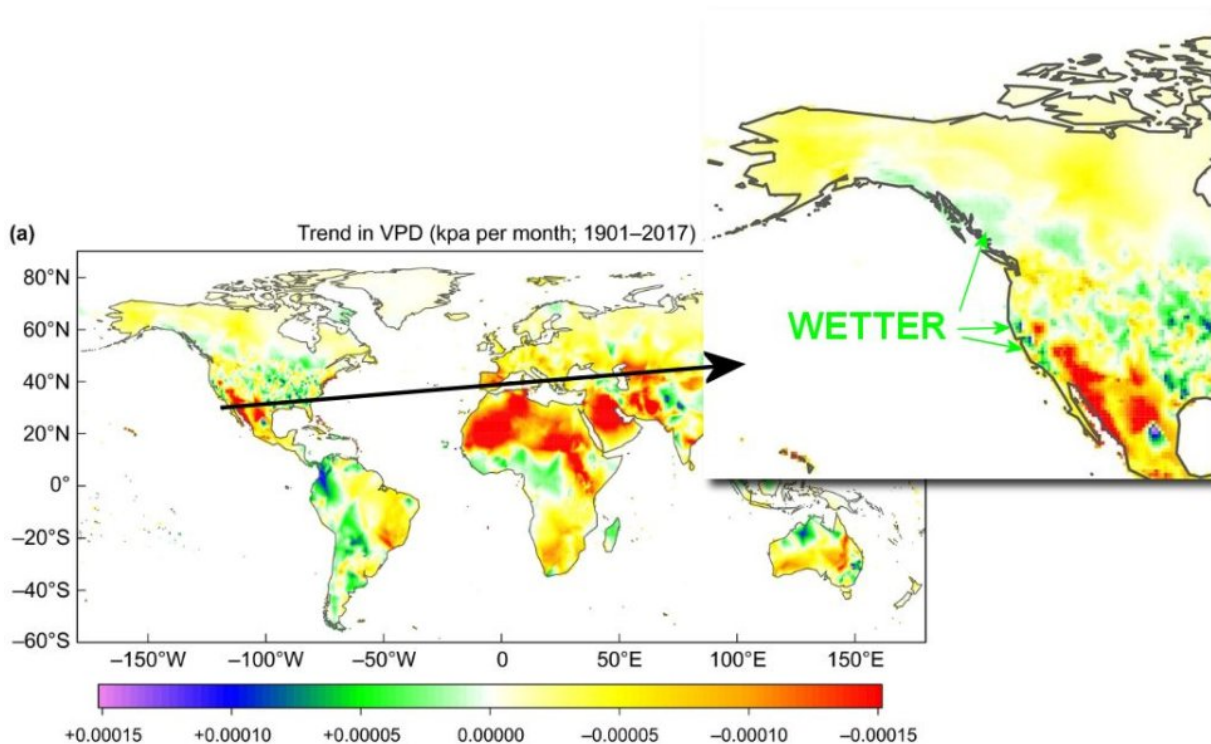 (a)
Trend in VPD (kpa per month; 1901–2017)
WETTER
80°N
60°N
40°N
20°N
0°
–20°S
–40°S
–60°S
–150°W –100°W –50°W 0 50°E 100°E 150°E
+0.00015 +0.00010 +0.00005 0.00000 –0.00005 –0.00010 –0.00015